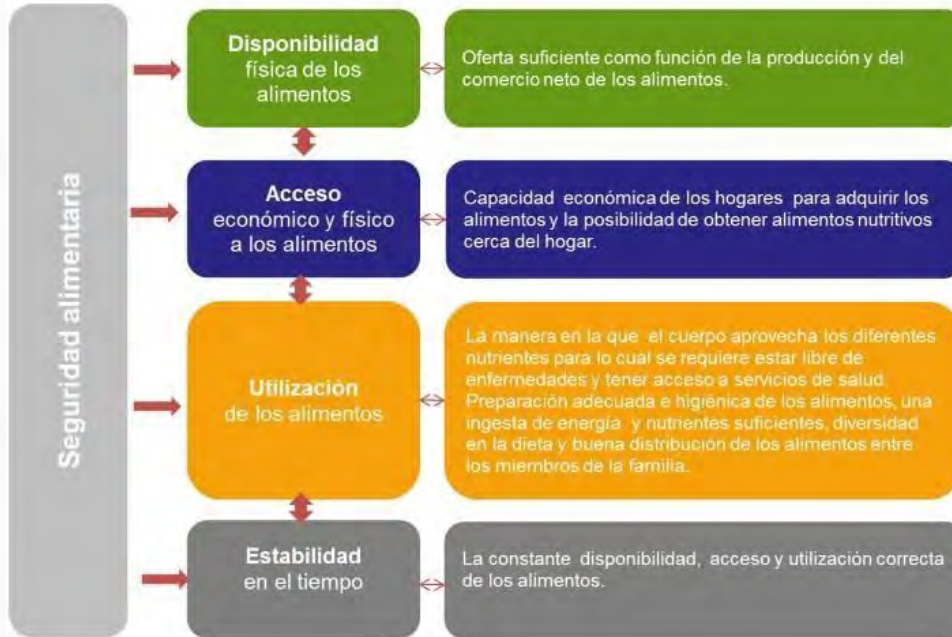 Seguridad alimentaria
Disponibilidad
física de los
alimentos
Oferta suficiente como función de la producción y del
comercio neto de los alimentos.
Acceso
económico y físico
a los alimentos
Capacidad económica de los hogares para adquirir los
alimentos y la posibilidad de obtener alimentos nutritivos
cerca del hogar.
Utilización
de los alimentos
La manera en la que el cuerpo aprovecha los diferentes
nutrientes para lo cual se requiere estar libre de
enfermedades y tener acceso a servicios de salud.
Preparación adecuada e higiénica de los alimentos, una
ingesta de energía y nutrientes suficientes, diversidad
en la dieta y buena distribución de los alimentos entre
los miembros de la familia.
Estabilidad
en el tiempo
La constante disponibilidad, acceso y utilización correcta
de los alimentos.